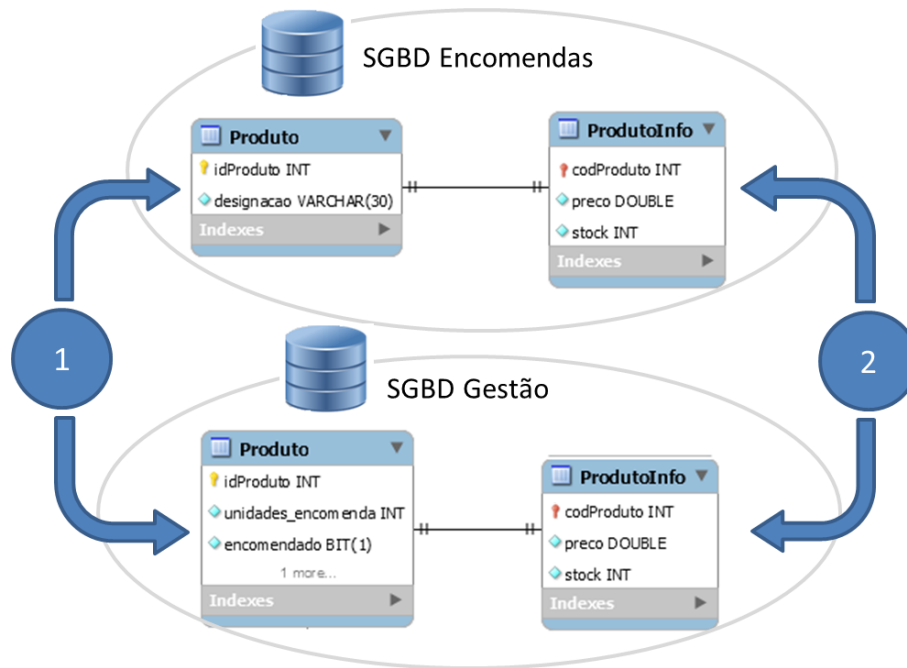 SGBD Encomendas
Produto
idProduto INT
designacao VARCHAR(30)
Indexes
ProdutoInfo
codProduto INT
preco DOUBLE
stock INT
Indexes
1
2
SGBD Gestão
Produto
idProduto INT
unidades_encomenda INT
encomendado BIT(1)
1 more...
Indexes
ProdutoInfo
codProduto INT
preco DOUBLE
stock INT
Indexes